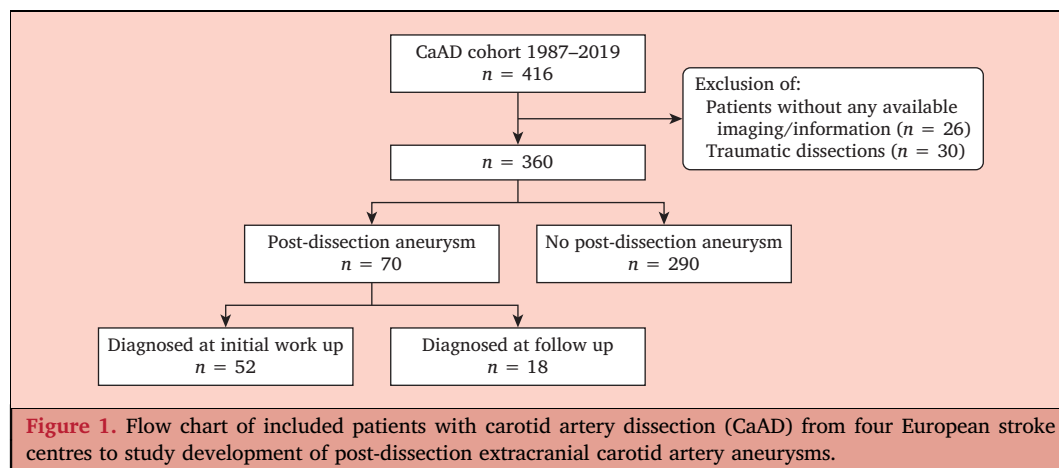 CaAD cohort 1987–2019
n = 416
Exclusion of:
Patients without any available
imaging/information (n = 26)
Traumatic dissections (n = 30)
n = 360
Post-dissection aneurysm
n = 70
No post-dissection aneurysm
n = 290
Diagnosed at initial work up
n = 52
Diagnosed at follow up
n = 18
Figure 1. Flow chart of included patients with carotid artery dissection (CaAD) from four European stroke
centres to study development of post-dissection extracranial carotid artery aneurysms.